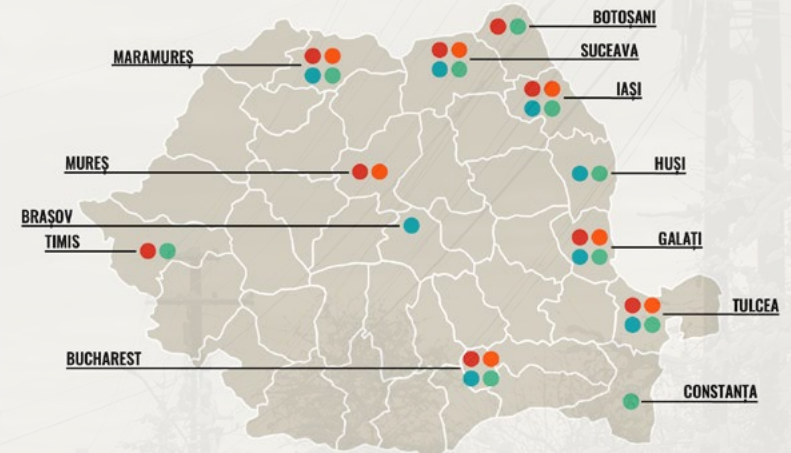 BOTOȘANI
SUCEAVA
MARAMUREȘ
IAȘI
MUREȘ
HUȘI
BRAȘOV
TIMIS
GALAȚI
TULCEA
BUCHAREST
CONSTANȚA